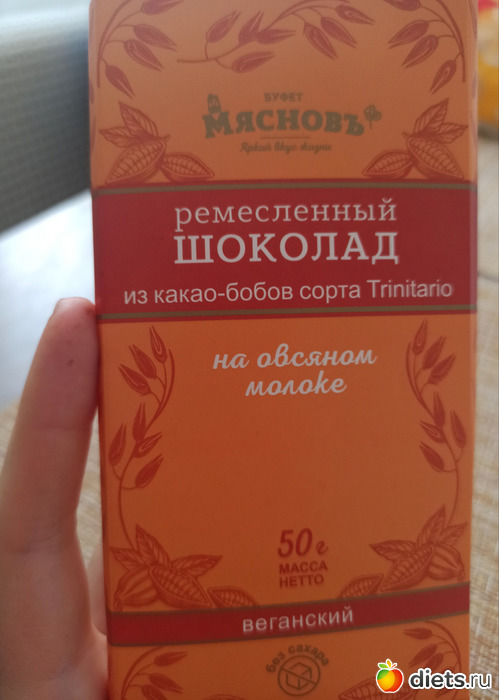 БУФЕТ
МЯСНОВЪ
Яркий вкус жизни
ремесленный
ШОКОЛАД
из какао-бобов сорта Trinitario
на овсяном
молоке
50 г
МАССА
НЕТТО
веганский
без сахара
diets.ru